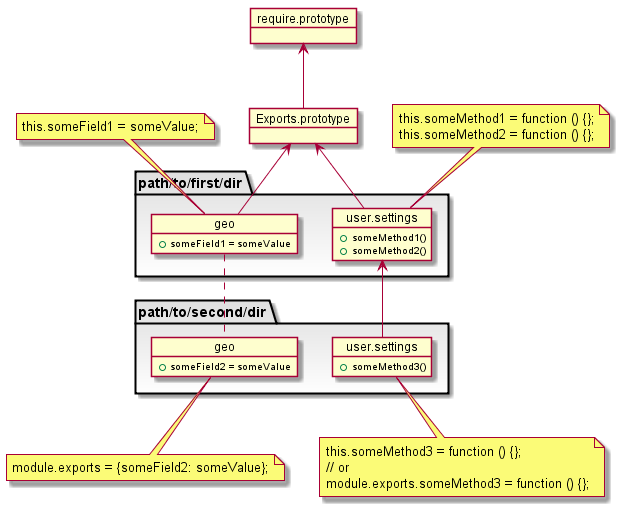 require.prototype
Exports.prototype
this.someField1 = someValue;
this.someMethod1 = function () {};
this.someMethod2 = function () {};
path/to/first/dir
geo
someField1 = someValue
user.settings
someMethod1()
someMethod2()
path/to/second/dir
geo
someField2 = someValue
user.settings
someMethod3()
module.exports = {someField2: someValue};
this.someMethod3 = function () {};
// or
module.exports.someMethod3 = function () {};